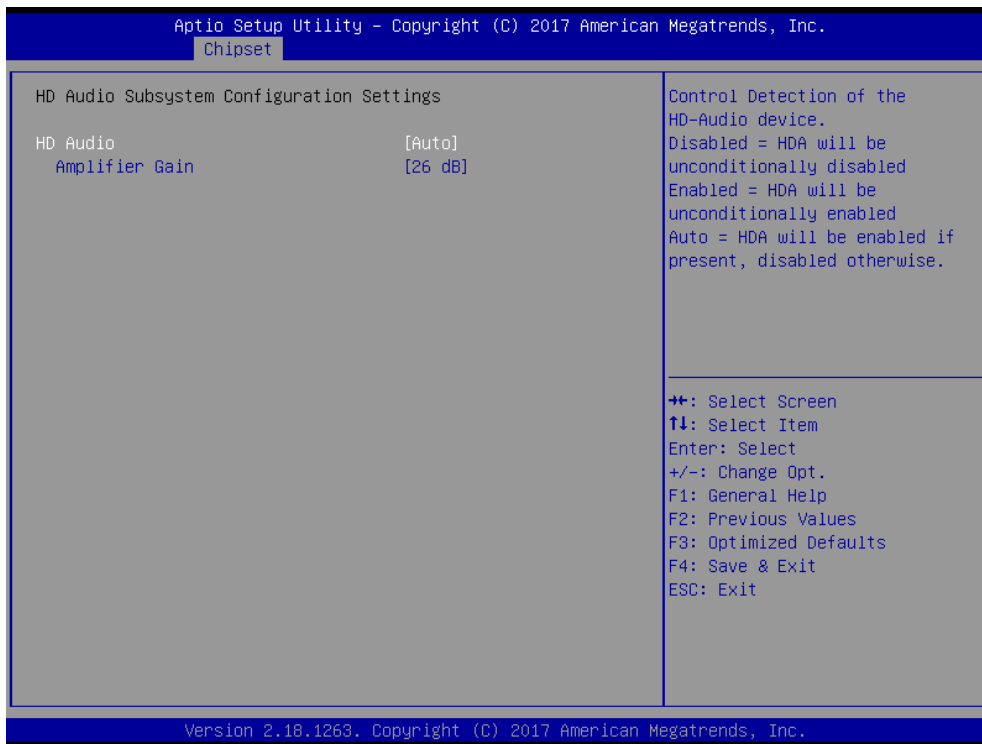 Aptio Setup Utility – Copyright (C) 2017 American Megatrends, Inc.
Chipset
HD Audio Subsystem Configuration Settings
HD Audio [Auto]
Amplifier Gain [26 dB]
Control Detection of the
HD-Audio device.
Disabled = HDA will be
unconditionally disabled
Enabled = HDA will be
unconditionally enabled
Auto = HDA will be enabled if
present, disabled otherwise.
→←: Select Screen
↑↓: Select Item
Enter: Select
+/-: Change Opt.
F1: General Help
F2: Previous Values
F3: Optimized Defaults
F4: Save & Exit
ESC: Exit
Version 2.18.1263. Copyright (C) 2017 American Megatrends, Inc.